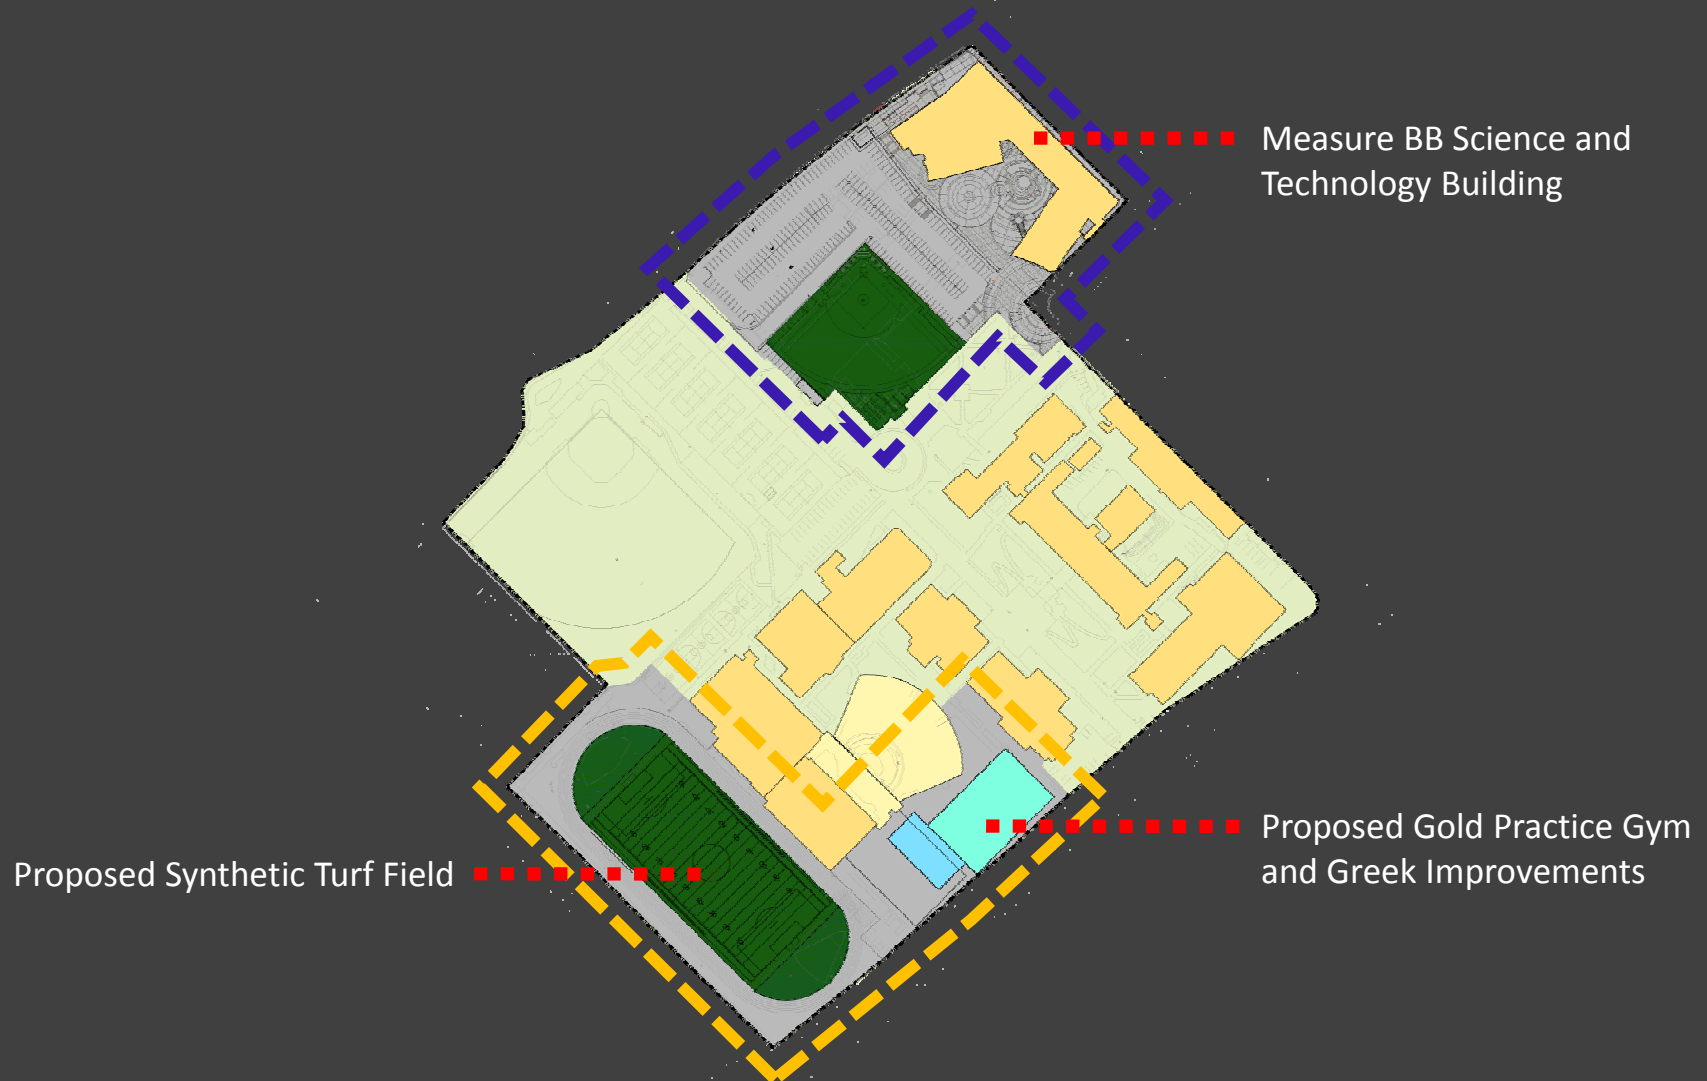 Measure BB Science and
Technology Building
Proposed Gold Practice Gym
and Greek Improvements
Proposed Synthetic Turf Field